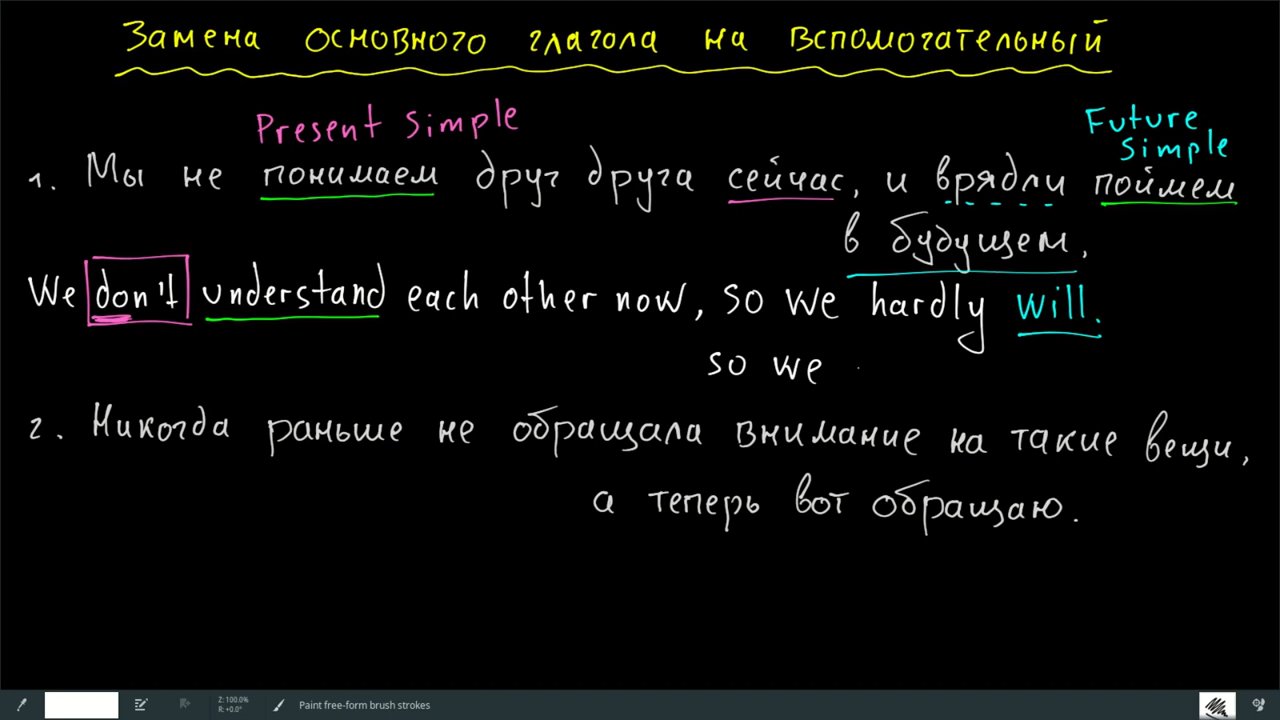 Замена основного глагола на вспомогательный
Present Simple
Future
Simple
1. Мы не понимаем друг друга сейчас, и врядли поймем
в будущем.
We don't understand each other now, so we hardly will.
so we
2. Никогда раньше не обращала внимание на такие вещи,
а теперь вот обращаю.
Z: 100.0%
R: +0.0°
Paint free-form brush strokes